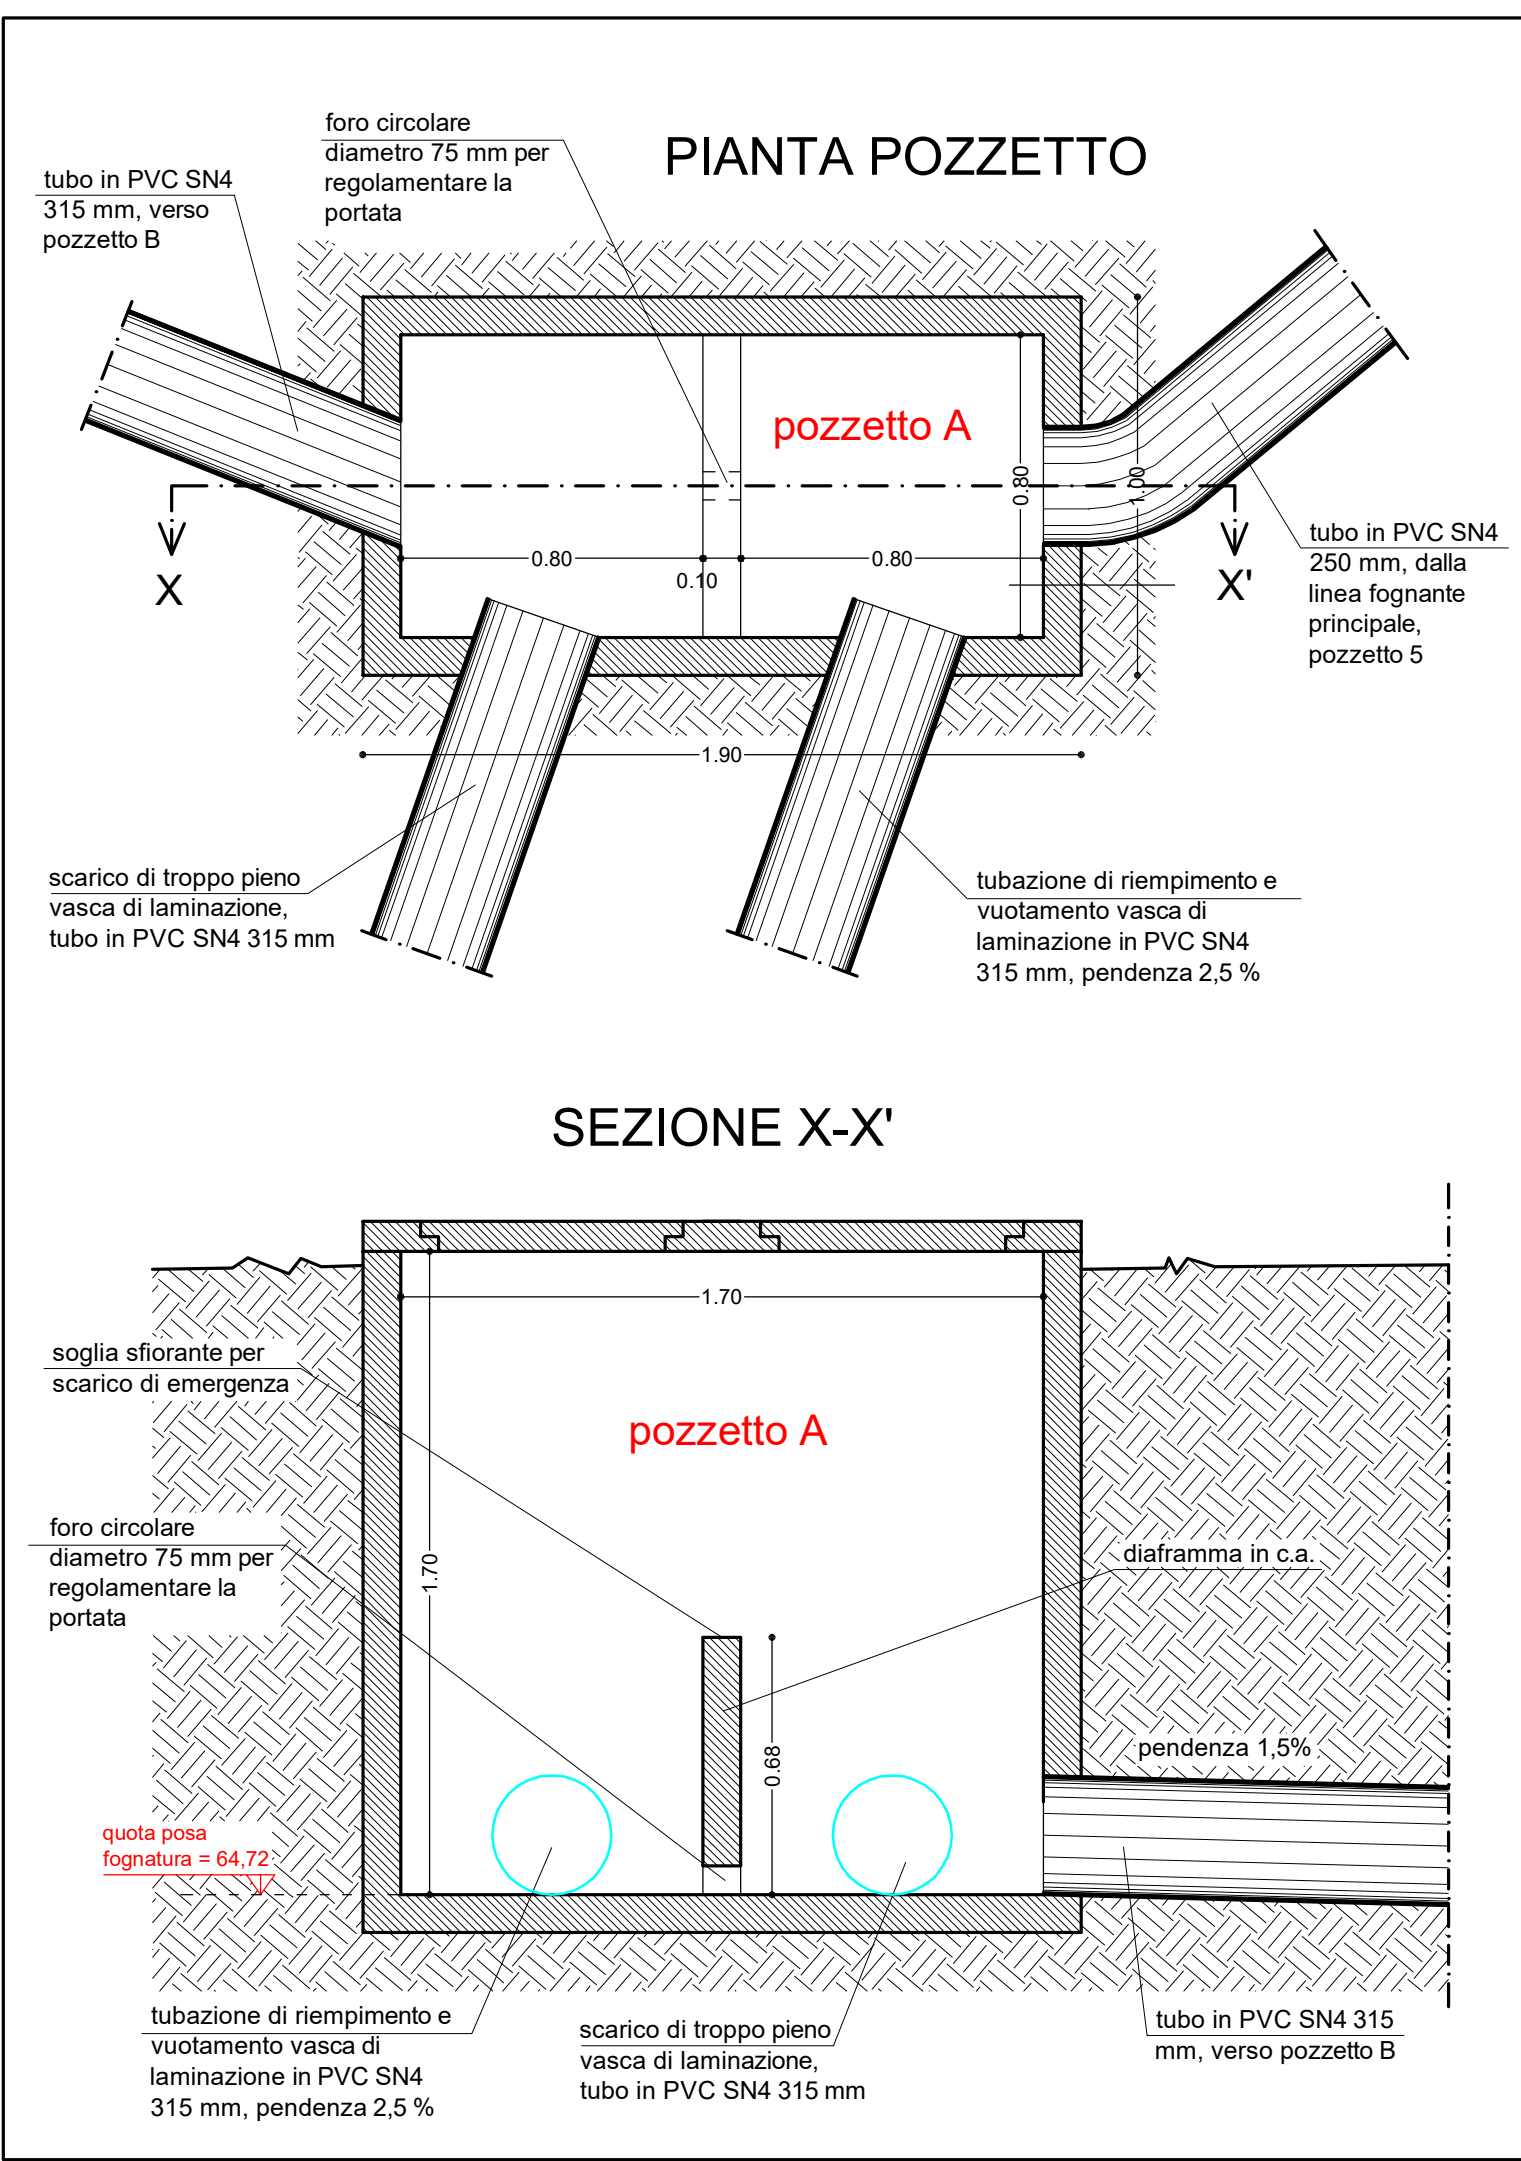 PIANTA POZZETTO
foro circolare
diametro 75 mm per
regolamentare la
portata
tubo in PVC SN4
315 mm, verso
pozzetto B
pozzetto A
0.80
1.00
0.80
0.10
0.80
X
X'
tubo in PVC SN4
250 mm, dalla
linea fognante
principale,
pozzetto 5
1.90
scarico di troppo pieno
vasca di laminazione,
tubo in PVC SN4 315 mm
tubazione di riempimento e
vuotamento vasca di
laminazione in PVC SN4
315 mm, pendenza 2,5 %
SEZIONE X-X'
1.70
soglia sfiorante per
scarico di emergenza
pozzetto A
foro circolare
diametro 75 mm per
regolamentare la
portata
1.70
diaframma in c.a.
0.68
pendenza 1,5%
quota posa
fognatura = 64,72
tubazione di riempimento e
vuotamento vasca di
laminazione in PVC SN4
315 mm, pendenza 2,5 %
scarico di troppo pieno
vasca di laminazione,
tubo in PVC SN4 315 mm
tubo in PVC SN4 315
mm, verso pozzetto B